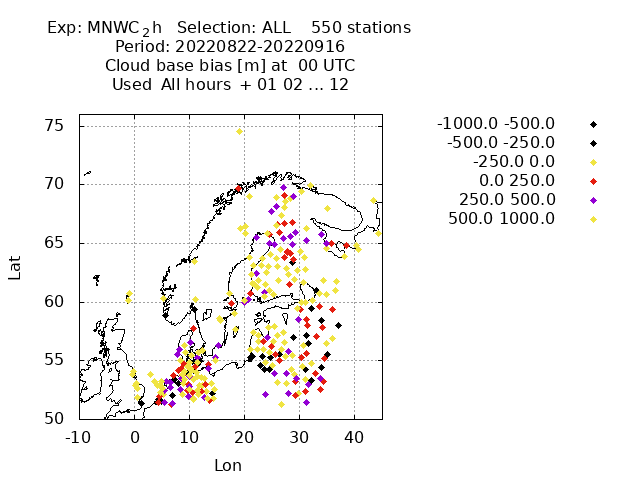 Exp: MNWC2h Selection: ALL 550 stations
Period: 20220822-20220916
Cloud base bias [m] at 00 UTC
Used All hours + 01 02 ... 12
-1000.0 -500.0
-500.0 -250.0
-250.0 0.0
0.0 250.0
250.0 500.0
500.0 1000.0
75
70
65
60
55
50
Lat
-10 0 10 20 30 40
Lon